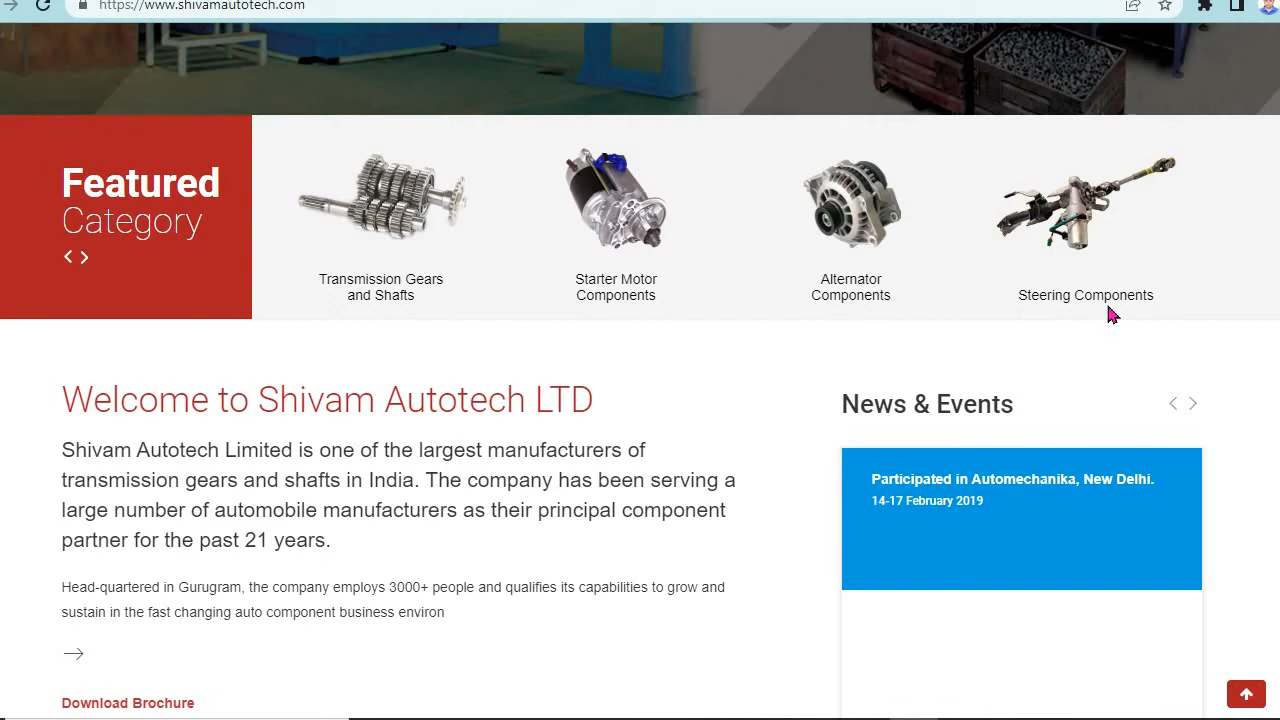 https://www.shivamautotech.com
Featured
Category
Transmission Gears
and Shafts
Starter Motor
Components
Alternator
Components
Steering Components
Welcome to Shivam Autotech LTD
Shivam Autotech Limited is one of the largest manufacturers of
transmission gears and shafts in India. The company has been serving a
large number of automobile manufacturers as their principal component
partner for the past 21 years.
Head-quartered in Gurugram, the company employs 3000+ people and qualifies its capabilities to grow and
sustain in the fast changing auto component business environ
Download Brochure
News & Events
Participated in Automechanika, New Delhi.
14-17 February 2019